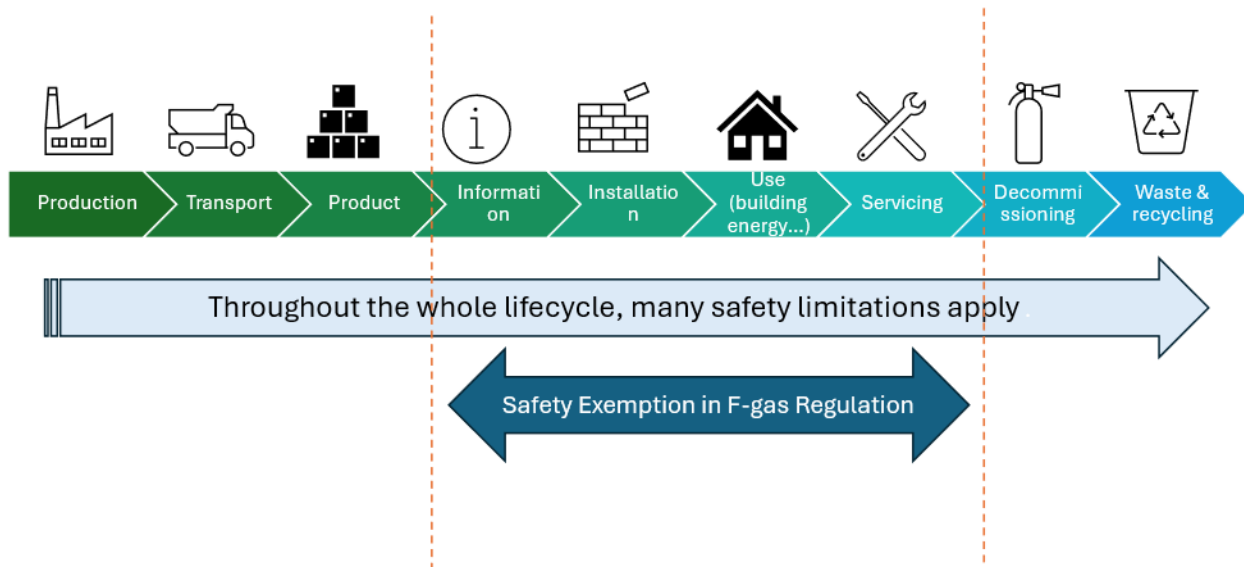 Production
Transport
Product
Informati
on
Installatio
n
Use
(building
energy...)
Servicing
Decommi
ssioning
Waste &
recycling
Throughout the whole lifecycle, many safety limitations apply .
Safety Exemption in F-gas Regulation